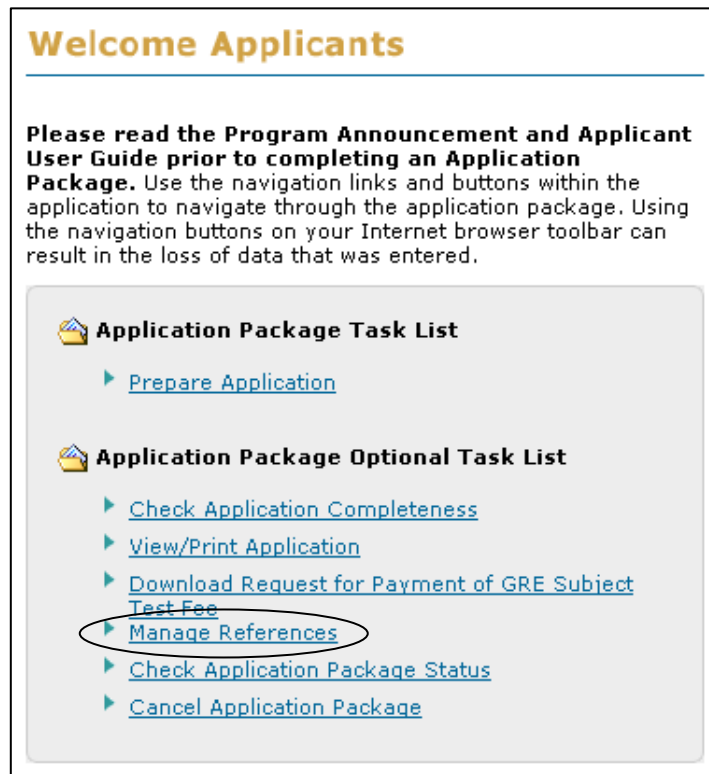 Welcome Applicants
Please read the Program Announcement and Applicant
User Guide prior to completing an Application
Package. Use the navigation links and buttons within the
application to navigate through the application package. Using
the navigation buttons on your Internet browser toolbar can
result in the loss of data that was entered.
Application Package Task List
Prepare Application
Application Package Optional Task List
Check Application Completeness
View/Print Application
Download Request for Payment of GRE Subject
Test Fee
Manage References
Check Application Package Status
Cancel Application Package